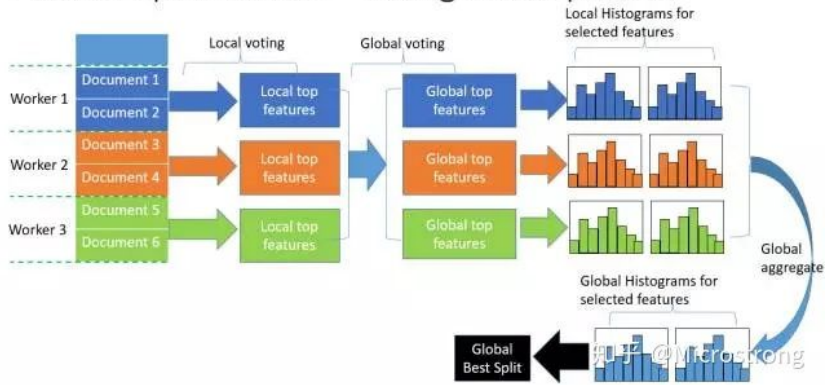 Local Histograms for
selected features
Local voting
Global voting
Worker 1
Document 1
Document 2
Local top
features
Global top
features
Worker 2
Document 3
Document 4
Local top
features
Global top
features
Worker 3
Document 5
Document 6
Local top
features
Global top
features
Global
aggregate
Global Histograms for
selected features
Global
Best Split
知乎 @Microstrong